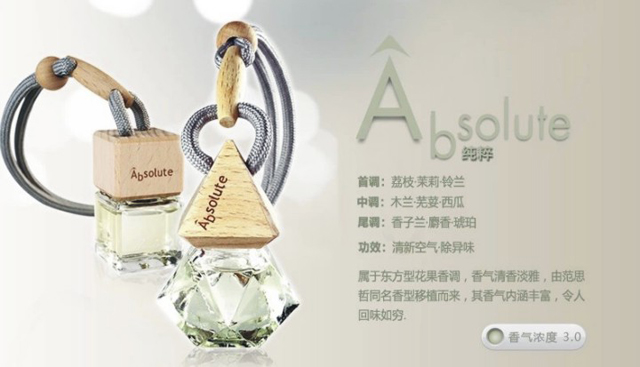 Âbsolute
Âbsolute
Âbsolute
纯粹
首调：荔枝·茉莉·铃兰
中调：木兰·芜荽·西瓜
尾调：香子兰·麝香·琥珀
功效：清新空气·除异味
属于东方型花果香调，香气清香淡雅，由范思
哲同名香型移植而来，其香气内涵丰富，令人
回味如穷.
香气浓度 3.0